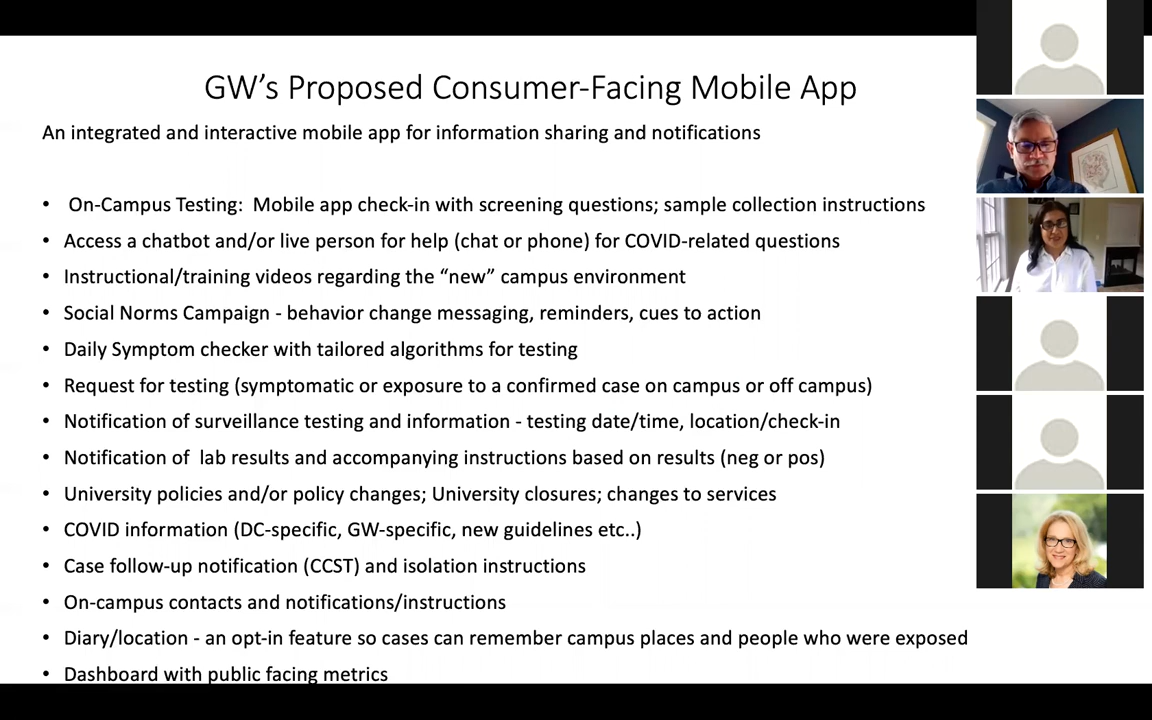 GW's Proposed Consumer-Facing Mobile App
An integrated and interactive mobile app for information sharing and notifications
• On-Campus Testing: Mobile app check-in with screening questions; sample collection instructions
• Access a chatbot and/or live person for help (chat or phone) for COVID-related questions
• Instructional/training videos regarding the “new” campus environment
• Social Norms Campaign - behavior change messaging, reminders, cues to action
• Daily Symptom checker with tailored algorithms for testing
• Request for testing (symptomatic or exposure to a confirmed case on campus or off campus)
• Notification of surveillance testing and information - testing date/time, location/check-in
• Notification of lab results and accompanying instructions based on results (neg or pos)
• University policies and/or policy changes; University closures; changes to services
• COVID information (DC-specific, GW-specific, new guidelines etc..)
• Case follow-up notification (CCST) and isolation instructions
• On-campus contacts and notifications/instructions
• Diary/location - an opt-in feature so cases can remember campus places and people who were exposed
• Dashboard with public facing metrics